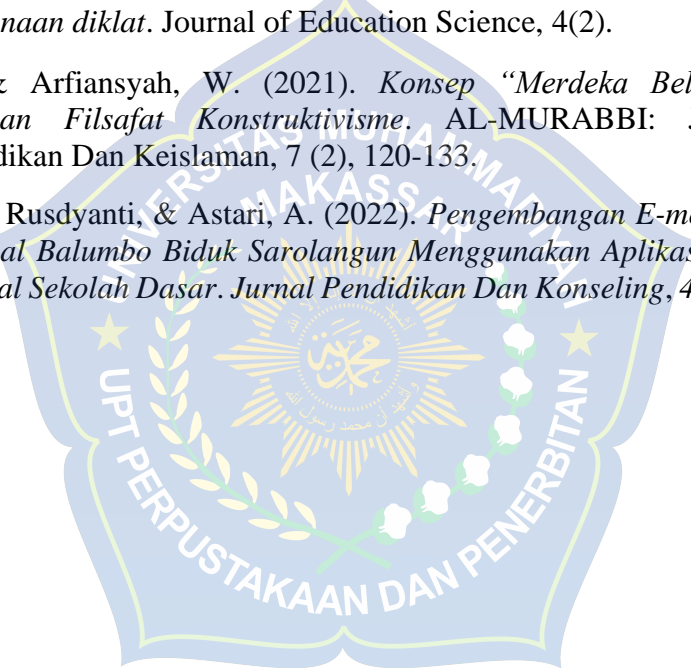 naan diklat. Journal of Education Science, 4(2).
& Arfiansyah, W. (2021). Konsep “Merdeka Bel
an Filsafat Konstruktivisme. AL-MURABBI: J
dikan Dan Keislaman, 7 (2), 120-133.
Rusdyanti, & Astari, A. (2022). Pengembangan E-m
al Balumbo Biduk Sarolangun Menggunakan Aplikas
al Sekolah Dasar. Jurnal Pendidikan Dan Konseling, 4
UNIVERSITAS MUHAMMADIYAH
MAKASSAR
محمد
UPT PERPUSTAKAAN DAN PENERBITAN